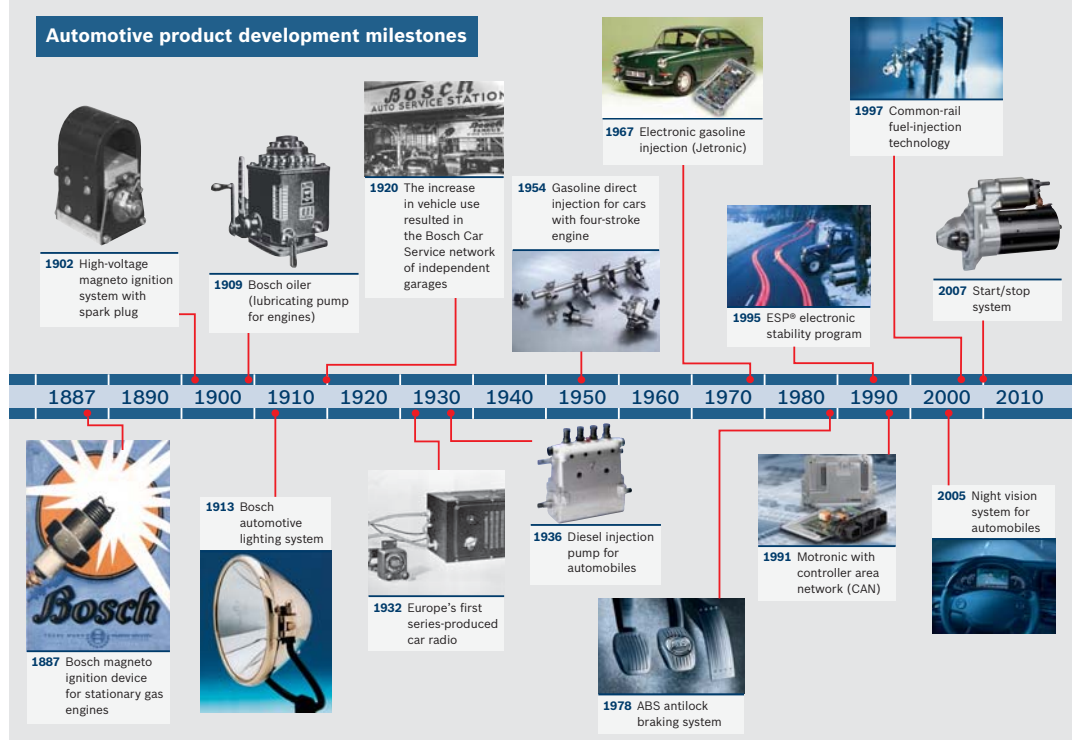 Automotive product development milestones
1902 High-voltage
magneto ignition
system with
spark plug
1909 Bosch oiler
(lubricating pump
for engines)
BOSCH
AUTO SERVICE STATION
1920 The increase
in vehicle use
resulted in
the Bosch Car
Service network
of independent
garages
1954 Gasoline direct
injection for cars
with four-stroke
engine
1967 Electronic gasoline
injection (Jetronic)
1995 ESP® electronic
stability program
1997 Common-rail
fuel-injection
technology
2007 Start/stop
system
1887 1890 1900 1910 1920 1930 1940 1950 1960 1970 1980 1990 2000 2010
Bosch
1887 Bosch magneto
ignition device
for stationary gas
engines
1913 Bosch
automotive
lighting system
1932 Europe's first
series-produced
car radio
1936 Diesel injection
pump for
automobiles
1978 ABS antilock
braking system
1991 Motronic with
controller area
network (CAN)
2005 Night vision
system for
automobiles